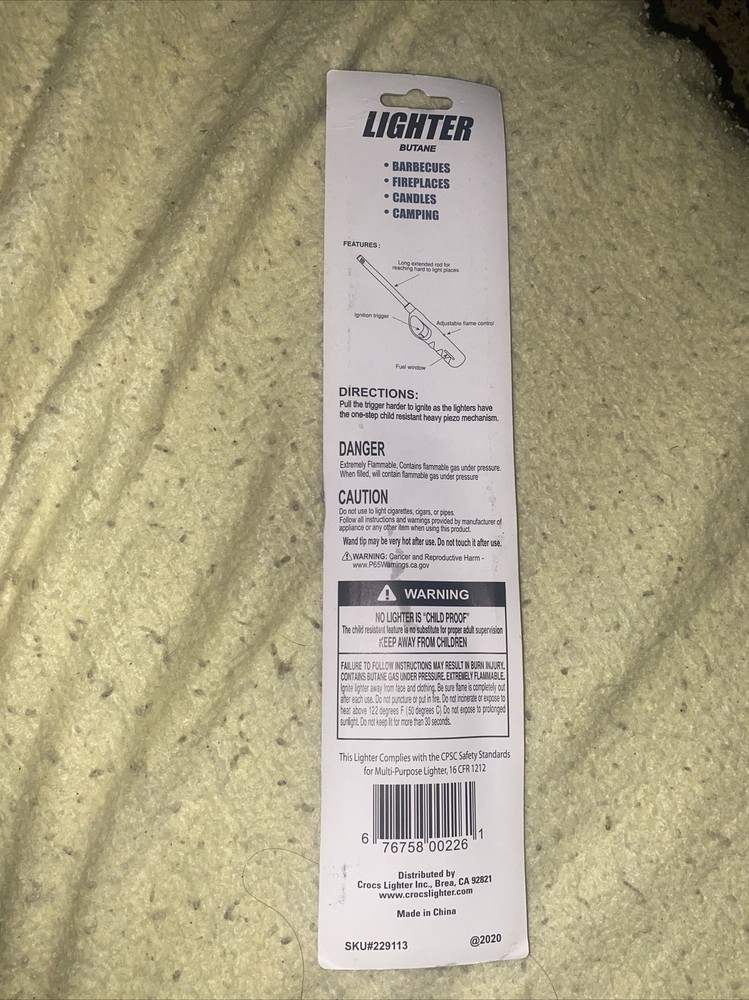 LIGHTER
BUTANE
• BARBECUES
• FIREPLACES
• CANDLES
• CAMPING
FEATURES :
Long extended rod for
reaching hard to light places
Ignition trigger
Adjustable flame control
Fuel window
DIRECTIONS:
Pull the trigger harder to ignite as the lighters have
the one-step child resistant heavy piezo mechanism.
DANGER
Extremely Flammable, Contains flammable gas under pressure.
When filled, will contain flammable gas under pressure
CAUTION
Do not use to light cigarettes, cigars, or pipes.
Follow all instructions and warnings provided by manufacturer of
appliance or any other item when using this product.
Wand tip may be very hot after use. Do not touch it after use.
⚠WARNING: Cancer and Reproductive Harm -
www.P65Warnings.ca.gov
⚠ WARNING
NO LIGHTER IS "CHILD PROOF"
The child resistant feature is no substitute for proper adult supervision
KEEP AWAY FROM CHILDREN
FAILURE TO FOLLOW INSTRUCTIONS MAY RESULT IN BURN INJURY.
CONTAINS BUTANE GAS UNDER PRESSURE. EXTREMELY FLAMMABLE.
Ignite lighter away from face and clothing. Be sure flame is completely out
after each use. Do not puncture or put in fire. Do not incinerate or expose to
heat above 122 degrees F (50 degrees C) Do not expose to prolonged
sunlight. Do not keep lit for more than 30 seconds.
This Lighter Complies with the CPSC Safety Standards
for Multi-Purpose Lighter, 16 CFR 1212
6 76758 00226 1
Distributed by
Crocs Lighter Inc., Brea, CA 92821
www.crocslighter.com
Made in China
SKU#229113
@2020